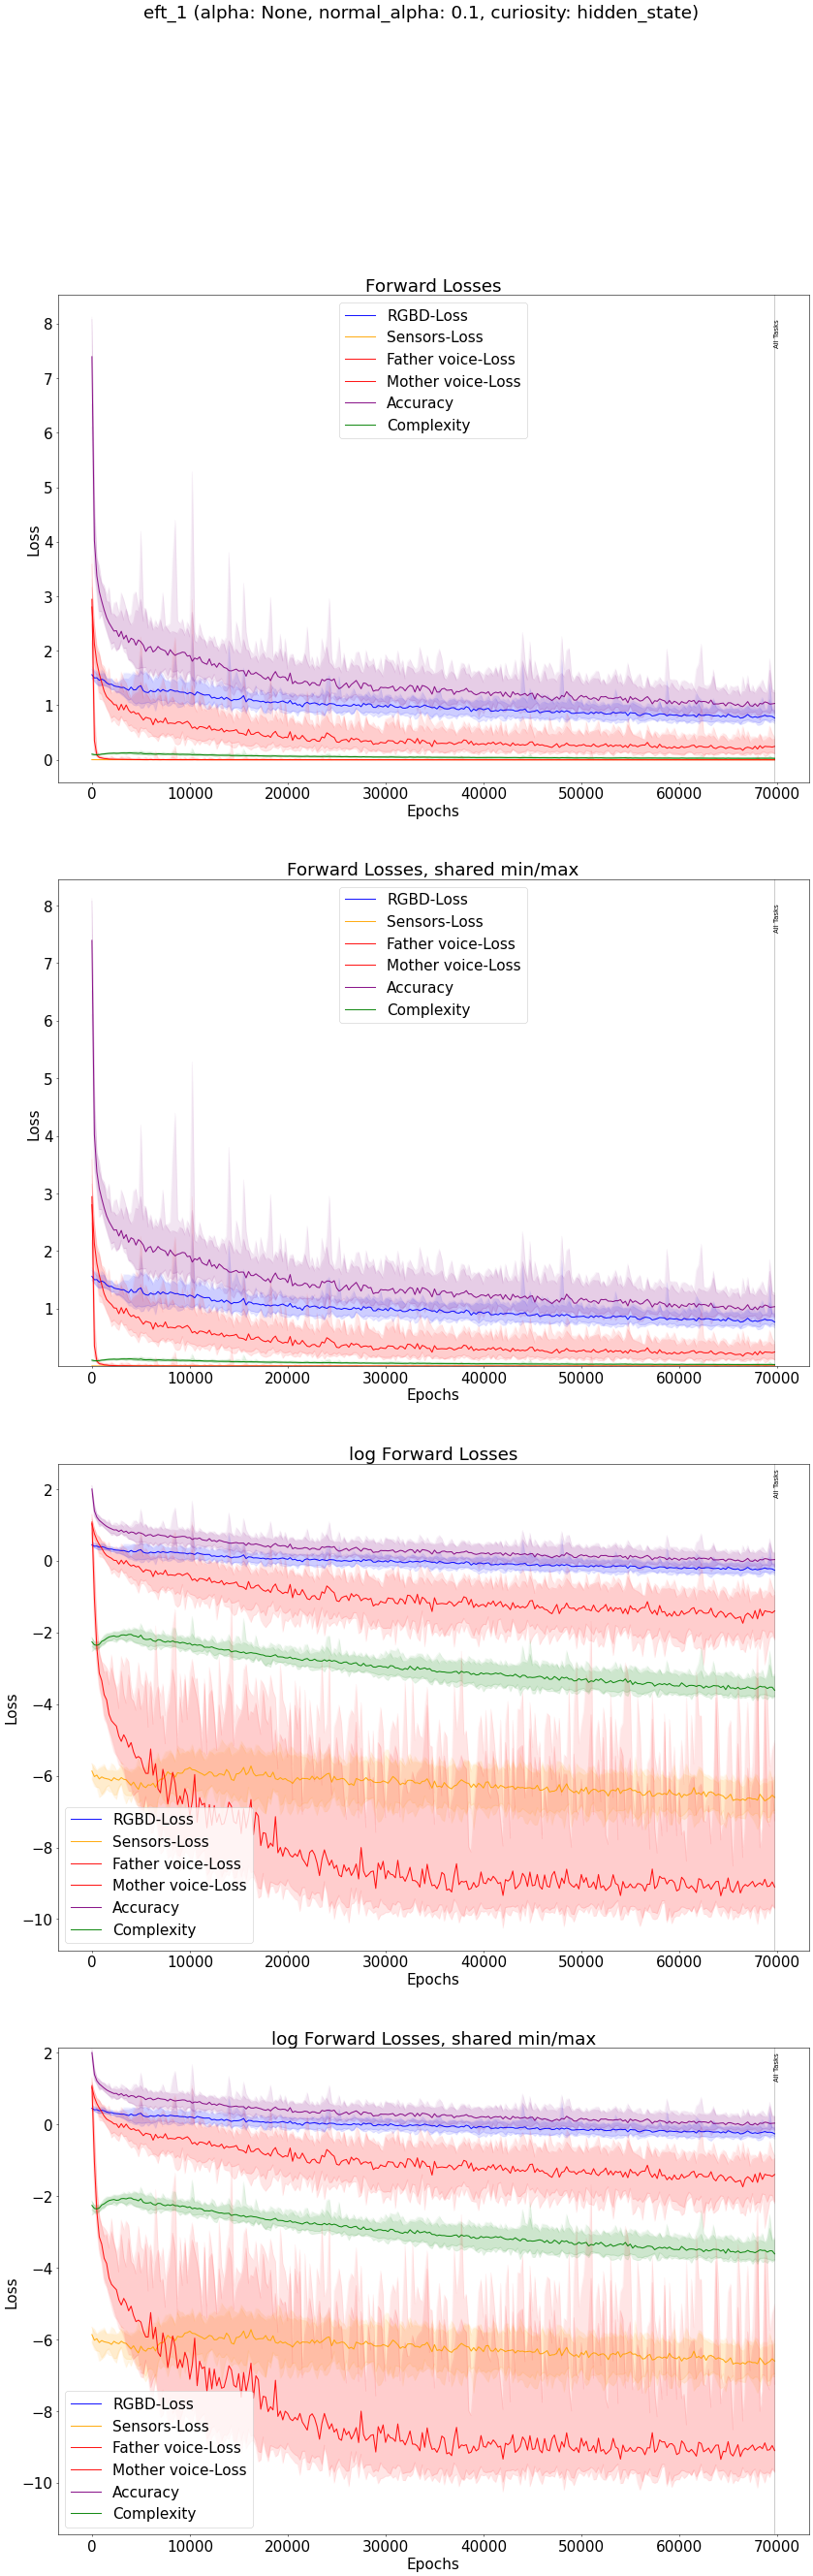 eft_1 (alpha: None, normal_alpha: 0.1, curiosity: hidden_state)
Forward Losses
RGBD-Loss
Sensors-Loss
Father voice-Loss
Mother voice-Loss
Accuracy
Complexity
All Tasks
8
7
6
5
4
3
2
1
0
Loss
0 10000 20000 30000 40000 50000 60000 70000
Epochs
Forward Losses, shared min/max
RGBD-Loss
Sensors-Loss
Father voice-Loss
Mother voice-Loss
Accuracy
Complexity
All Tasks
8
7
6
5
4
3
2
1
Loss
0 10000 20000 30000 40000 50000 60000 70000
Epochs
log Forward Losses
All Tasks
2
0
−2
−4
−6
−8
−10
Loss
RGBD-Loss
Sensors-Loss
Father voice-Loss
Mother voice-Loss
Accuracy
Complexity
0 10000 20000 30000 40000 50000 60000 70000
Epochs
log Forward Losses, shared min/max
All Tasks
2
0
−2
−4
−6
−8
−10
Loss
RGBD-Loss
Sensors-Loss
Father voice-Loss
Mother voice-Loss
Accuracy
Complexity
0 10000 20000 30000 40000 50000 60000 70000
Epochs